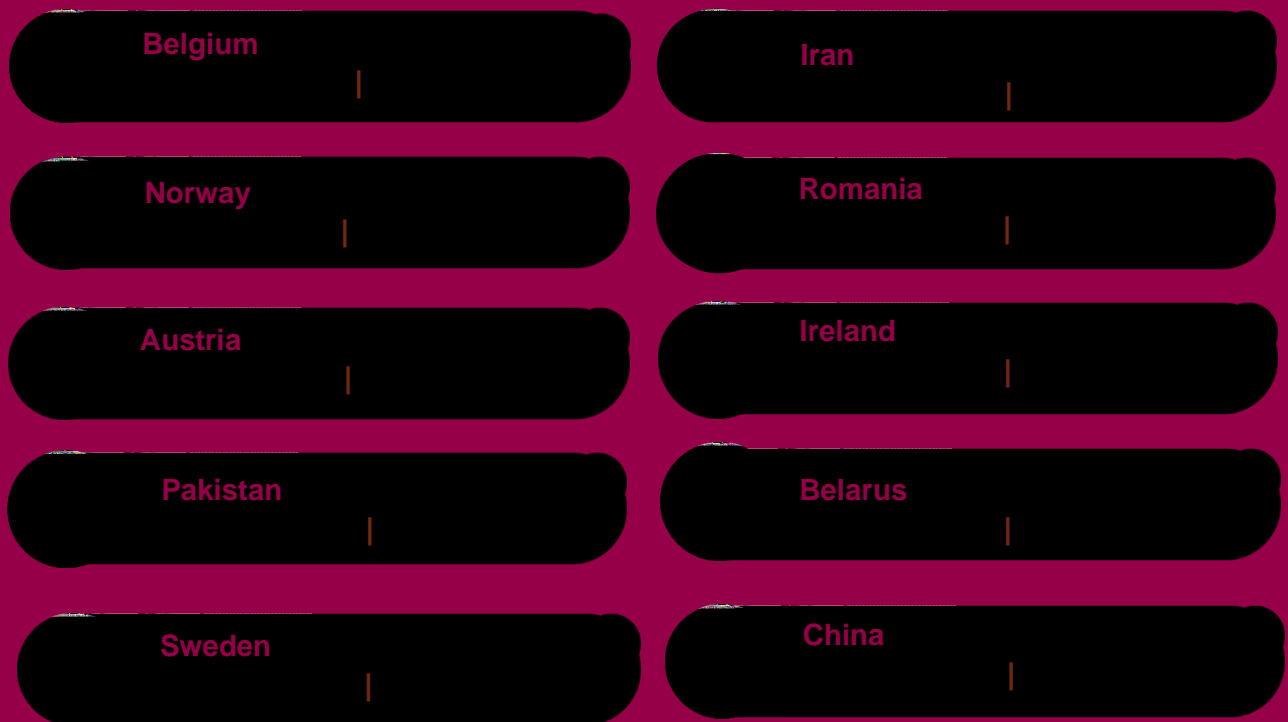 Belgium
|
Iran
|
Norway
|
Romania
|
Austria
|
Ireland
|
Pakistan
|
Belarus
|
Sweden
|
China
|